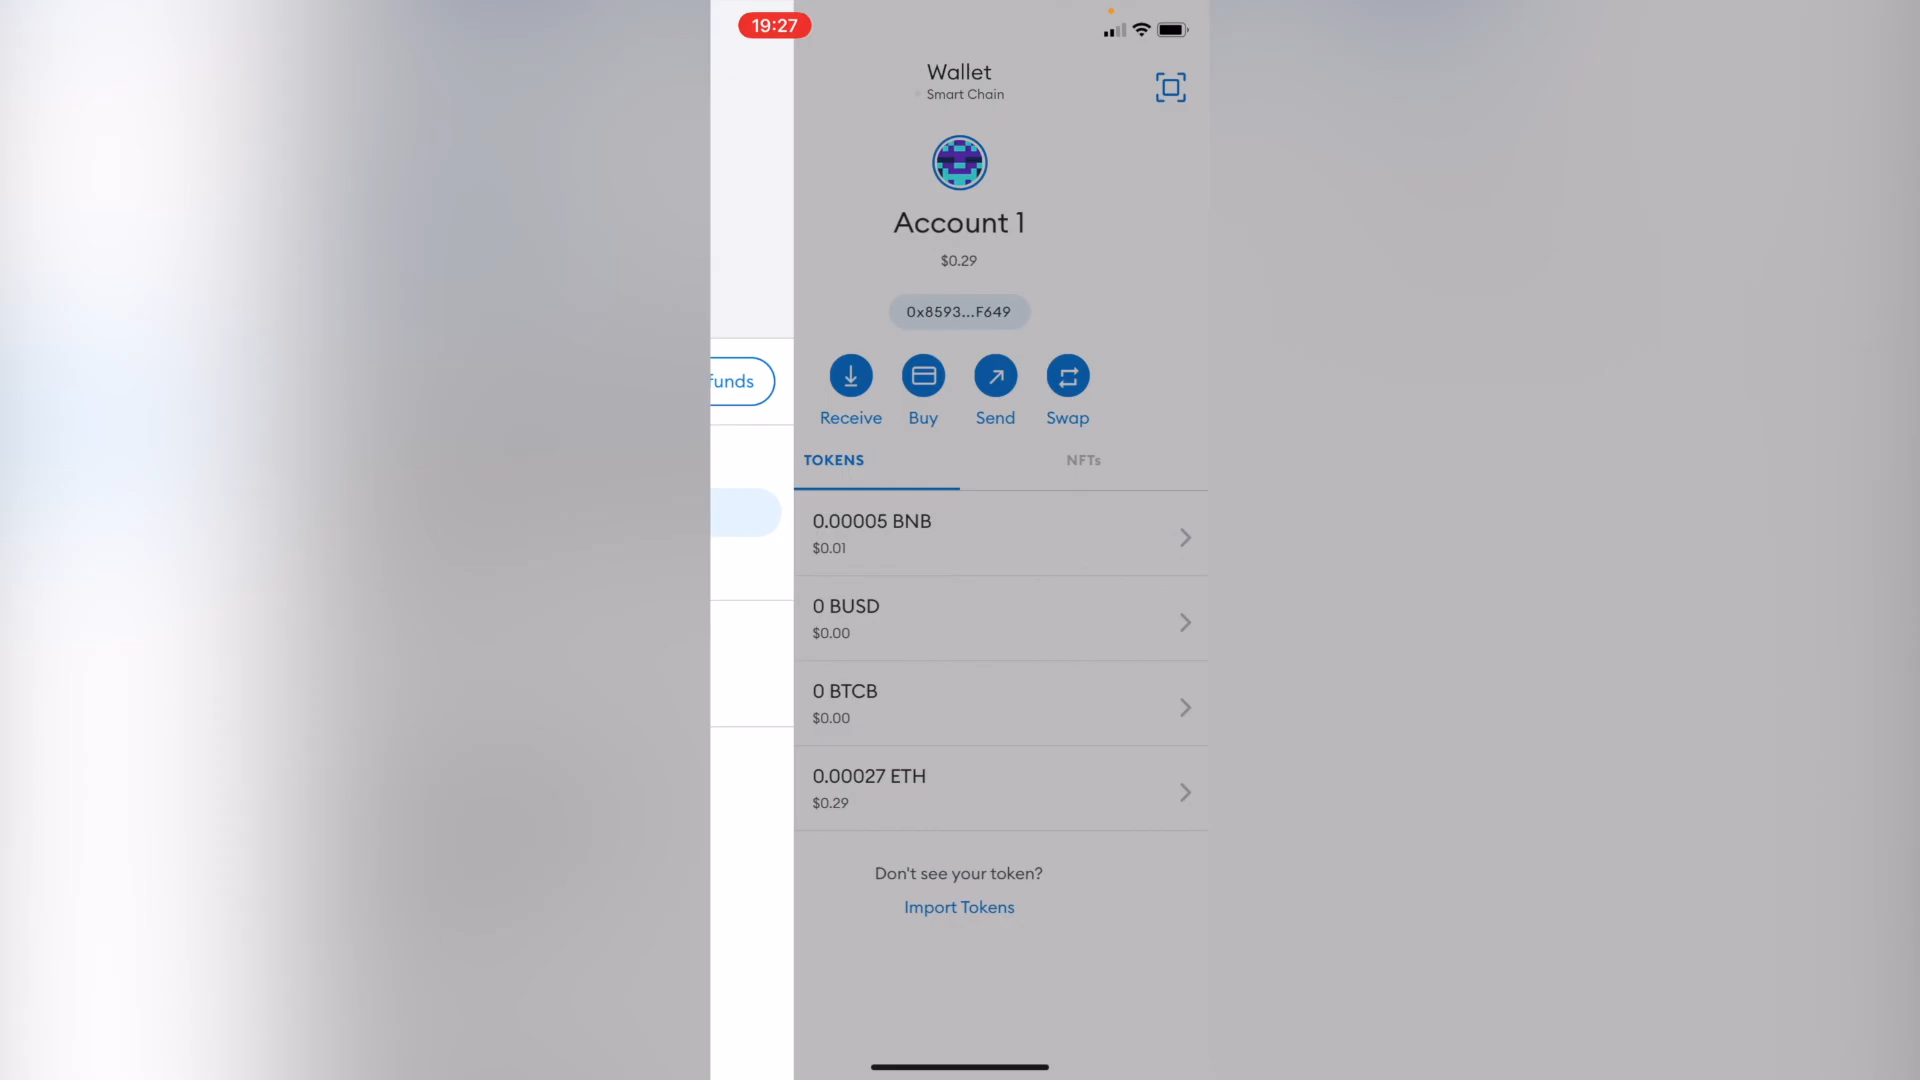 19:27
Wallet
Smart Chain
Account 1
$0.29
0x8593...F649
funds
Receive Buy Send Swap
TOKENS NFTs
0.00005 BNB
$0.01
0 BUSD
$0.00
0 BTCB
$0.00
0.00027 ETH
$0.29
Don't see your token?
Import Tokens